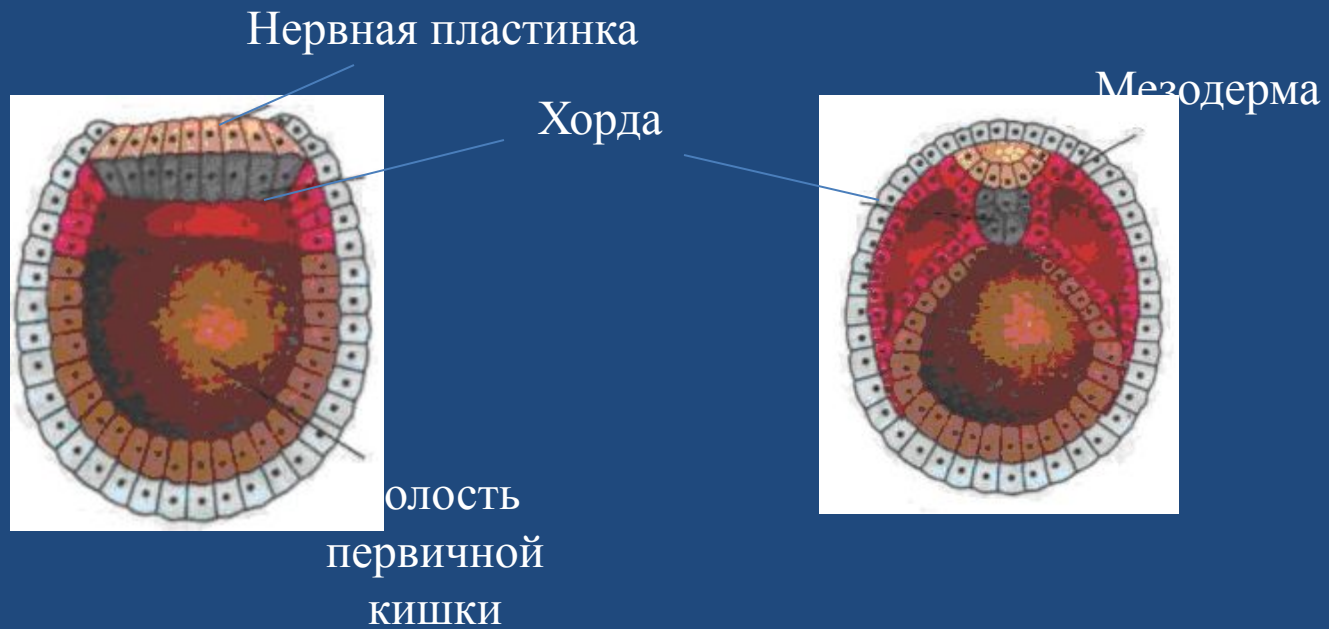 Нервная пластинка
Мезодерма
Хорда
олость
первичной
кишки